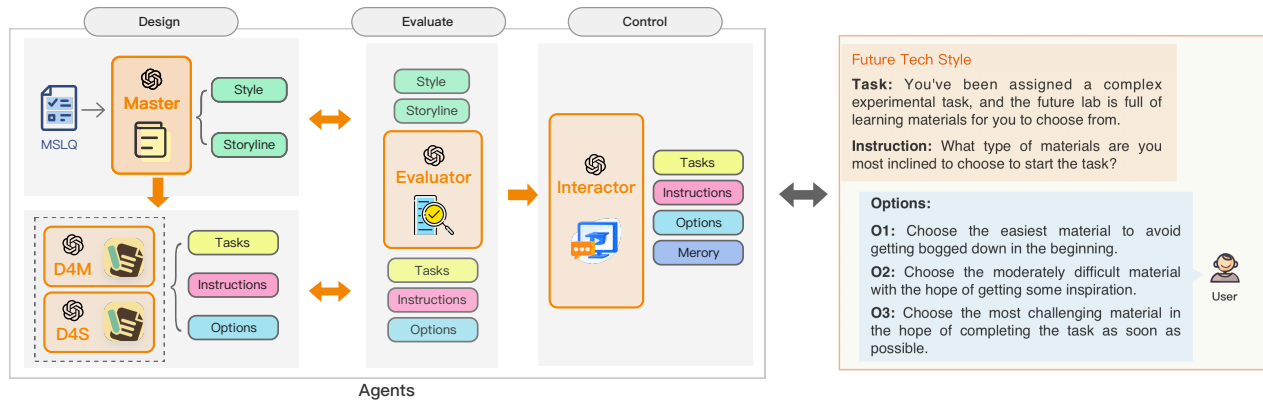 Design
Evaluate
Control
MSLQ
Master
Style
Storyline
D4M
D4S
Tasks
Instructions
Options
Style
Storyline
Evaluator
Tasks
Instructions
Options
Interactor
Tasks
Instructions
Options
Merory
Agents
Future Tech Style
Task: You've been assigned a complex
experimental task, and the future lab is full of
learning materials for you to choose from.
Instruction: What type of materials are you
most inclined to choose to start the task?
Options:
O1: Choose the easiest material to avoid
getting bogged down in the beginning.
O2: Choose the moderately difficult material
with the hope of getting some inspiration.
O3: Choose the most challenging material in
the hope of completing the task as soon as
possible.
User